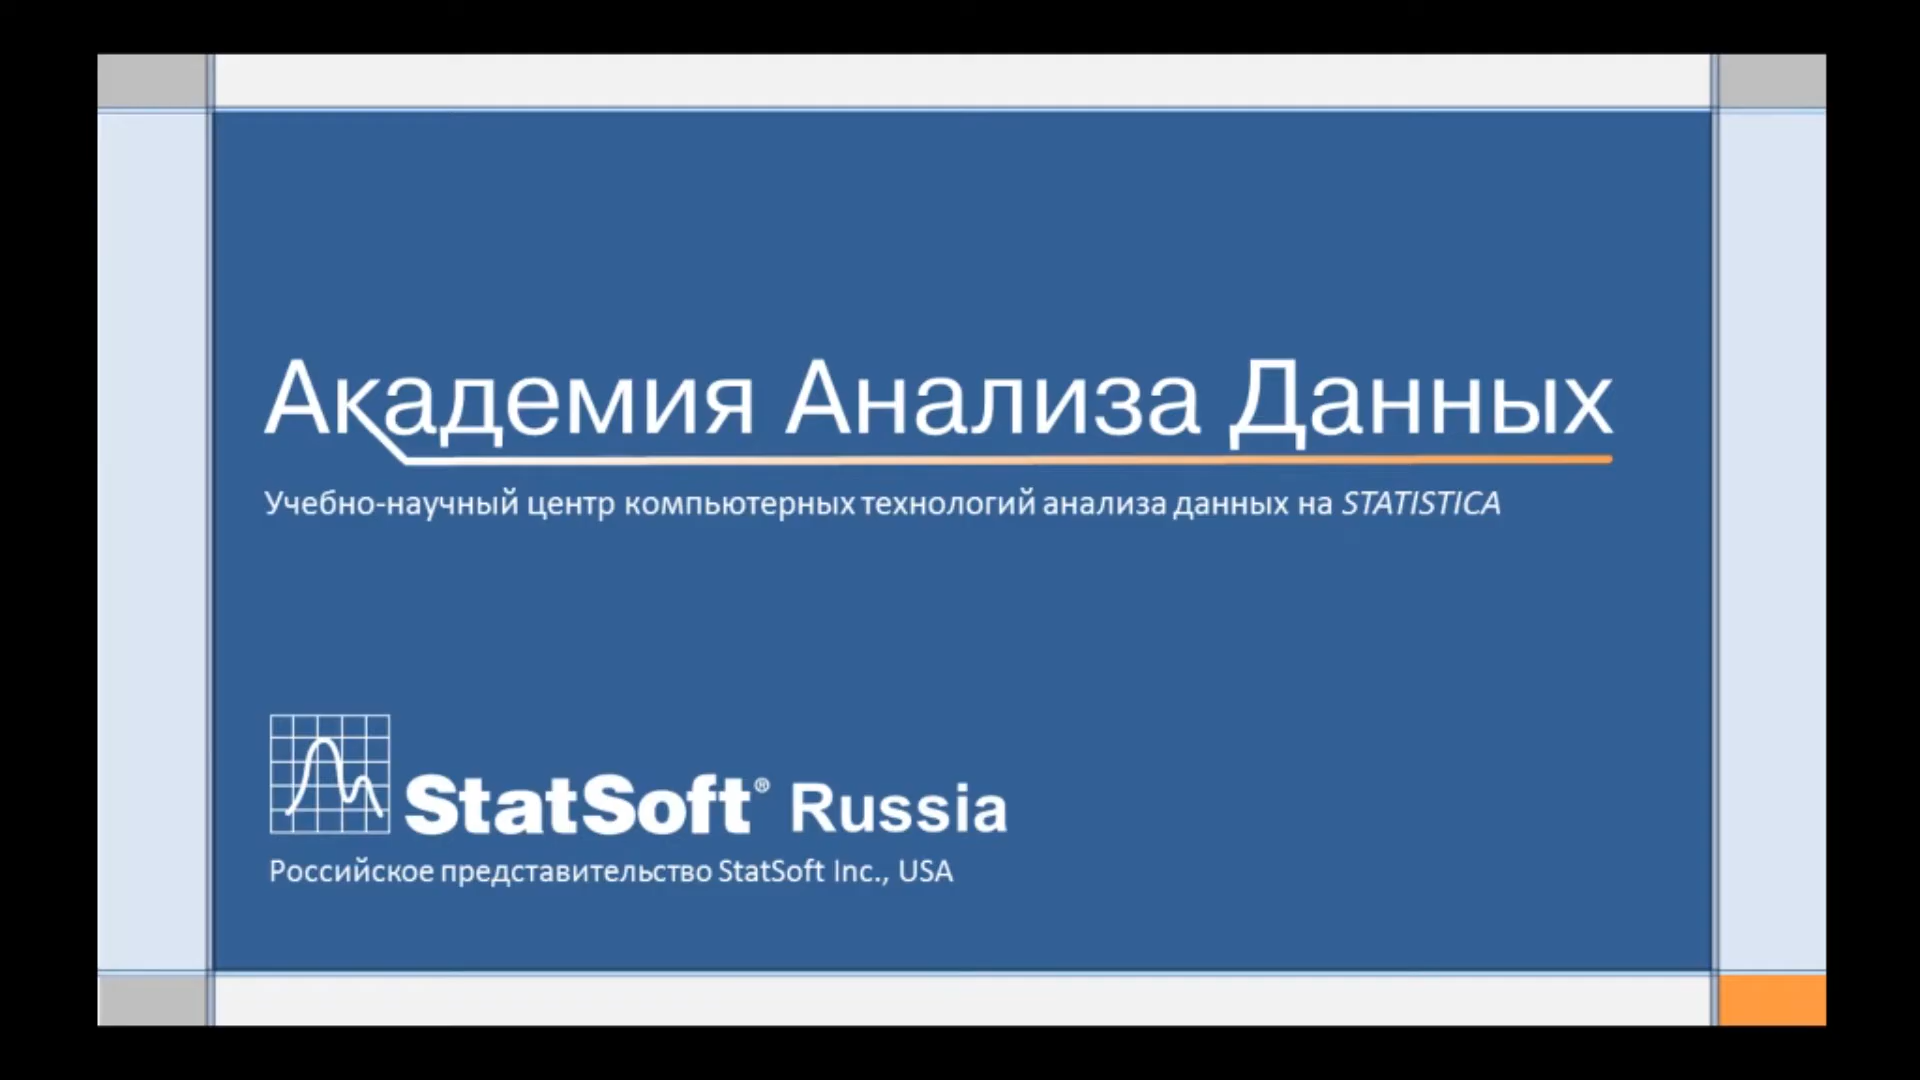 Академия Анализа Данных
Учебно-научный центр компьютерных технологий анализа данных на STATISTICA
StatSoft® Russia
Российское представительство StatSoft Inc., USA